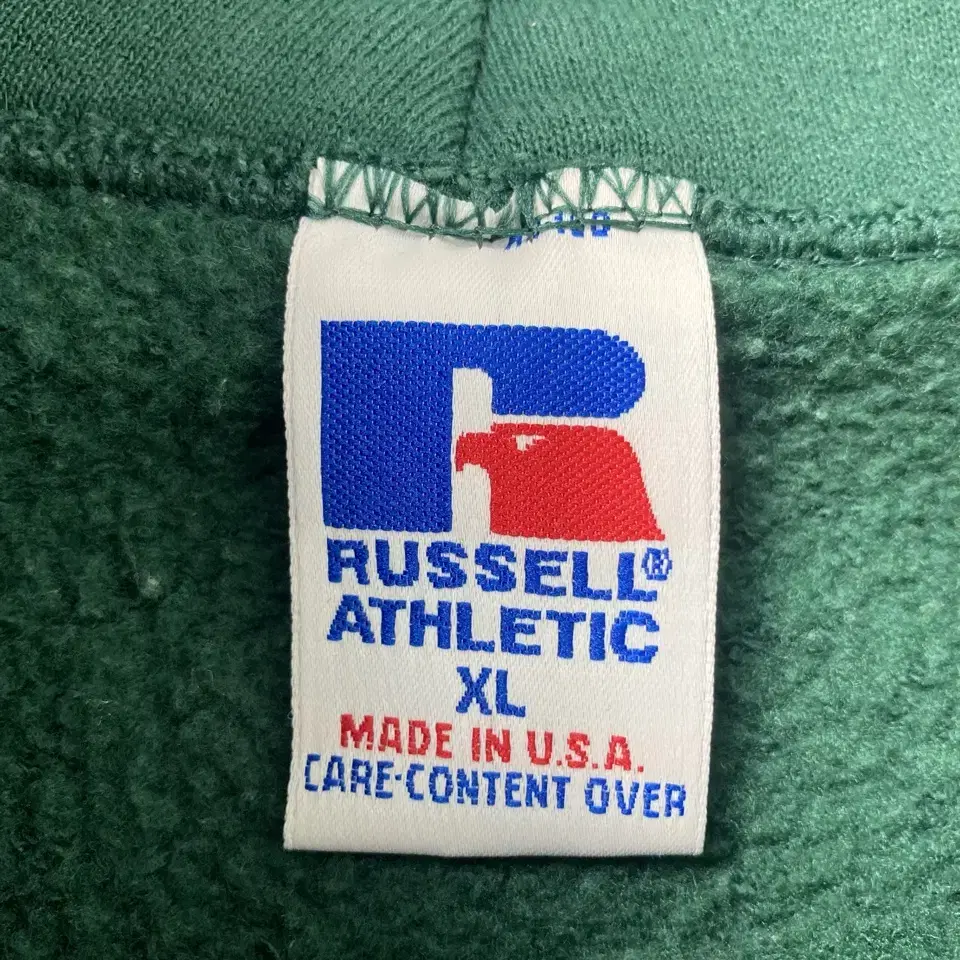 RUSSELL®
ATHLETIC
XL
MADE IN U.S.A.
CARE-CONTENT OVER